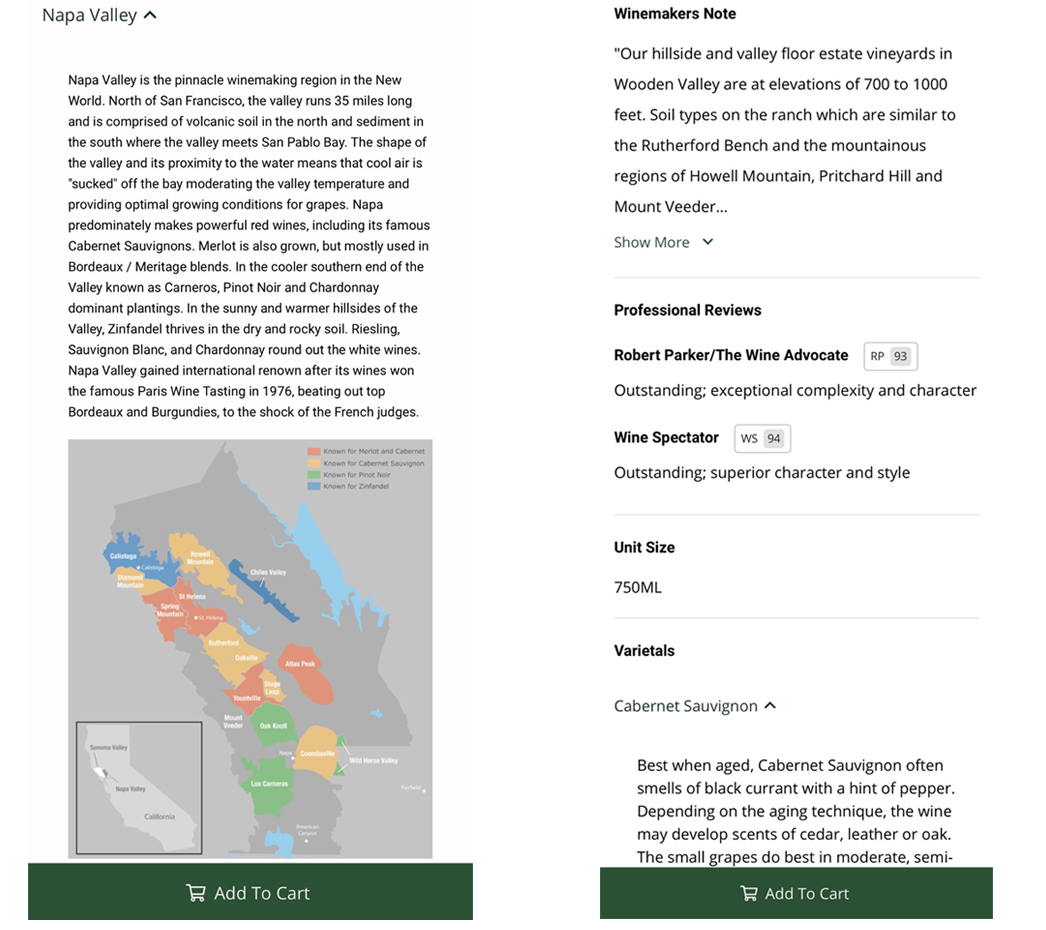 Napa Valley
Napa Valley is the pinnacle winemaking region in the New
World. North of San Francisco, the valley runs 35 miles long
and is comprised of volcanic soil in the north and sediment in
the south where the valley meets San Pablo Bay. The shape of
the valley and its proximity to the water means that cool air is
"sucked" off the bay moderating the valley temperature and
providing optimal growing conditions for grapes. Napa
predominately makes powerful red wines, including its famous
Cabernet Sauvignons. Merlot is also grown, but mostly used in
Bordeaux / Meritage blends. In the cooler southern end of the
Valley known as Carneros, Pinot Noir and Chardonnay
dominant plantings. In the sunny and warmer hillsides of the
Valley, Zinfandel thrives in the dry and rocky soil. Riesling,
Sauvignon Blanc, and Chardonnay round out the white wines.
Napa Valley gained international renown after its wines won
the famous Paris Wine Tasting in 1976, beating out top
Bordeaux and Burgundies, to the shock of the French judges.
Known for Merlot and Cabernet
Known for Cabernet Sauvignon
Known for Pinot Noir
Known for Zinfandel
Calistoga
Calistoga
Howell
Mountain
Diamond
Mountain
Chiles Valley
St Helena
Spring
Mountain
St. Helena
Rutherford
Oakville
Atlas Peak
Stags
Leap
Yountville
Mount
Veeder
Oak Knoll
Napa
Coombsville
Wild Horse Valley
Los Carneros
Fairfield
American
Canyon
Sonoma Valley
Napa Valley
California
Add To Cart
Winemakers Note
"Our hillside and valley floor estate vineyards in
Wooden Valley are at elevations of 700 to 1000
feet. Soil types on the ranch which are similar to
the Rutherford Bench and the mountainous
regions of Howell Mountain, Pritchard Hill and
Mount Veeder...
Show More
Professional Reviews
Robert Parker/The Wine Advocate RP 93
Outstanding; exceptional complexity and character
Wine Spectator WS 94
Outstanding; superior character and style
Unit Size
750ML
Varietals
Cabernet Sauvignon
Best when aged, Cabernet Sauvignon often
smells of black currant with a hint of pepper.
Depending on the aging technique, the wine
may develop scents of cedar, leather or oak.
The small grapes do best in moderate, semi-
Add To Cart